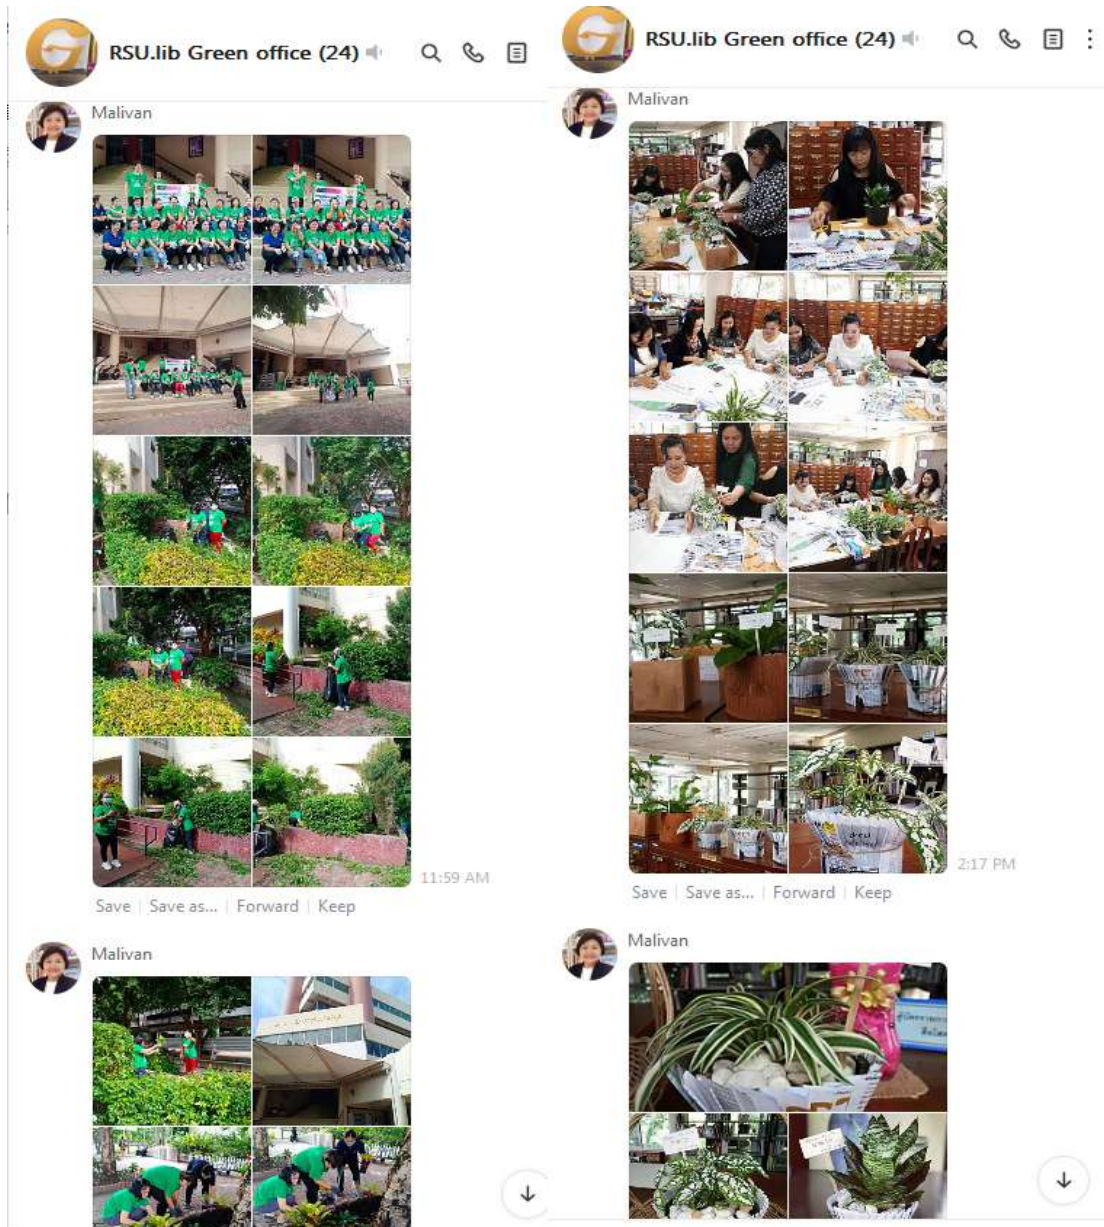 RSU.lib Green office (24)
Malivan
11:59 AM
Save | Save as... | Forward | Keep
Malivan
RSU.lib Green office (24)
Malivan
2:17 PM
Save | Save as... | Forward | Keep
Malivan